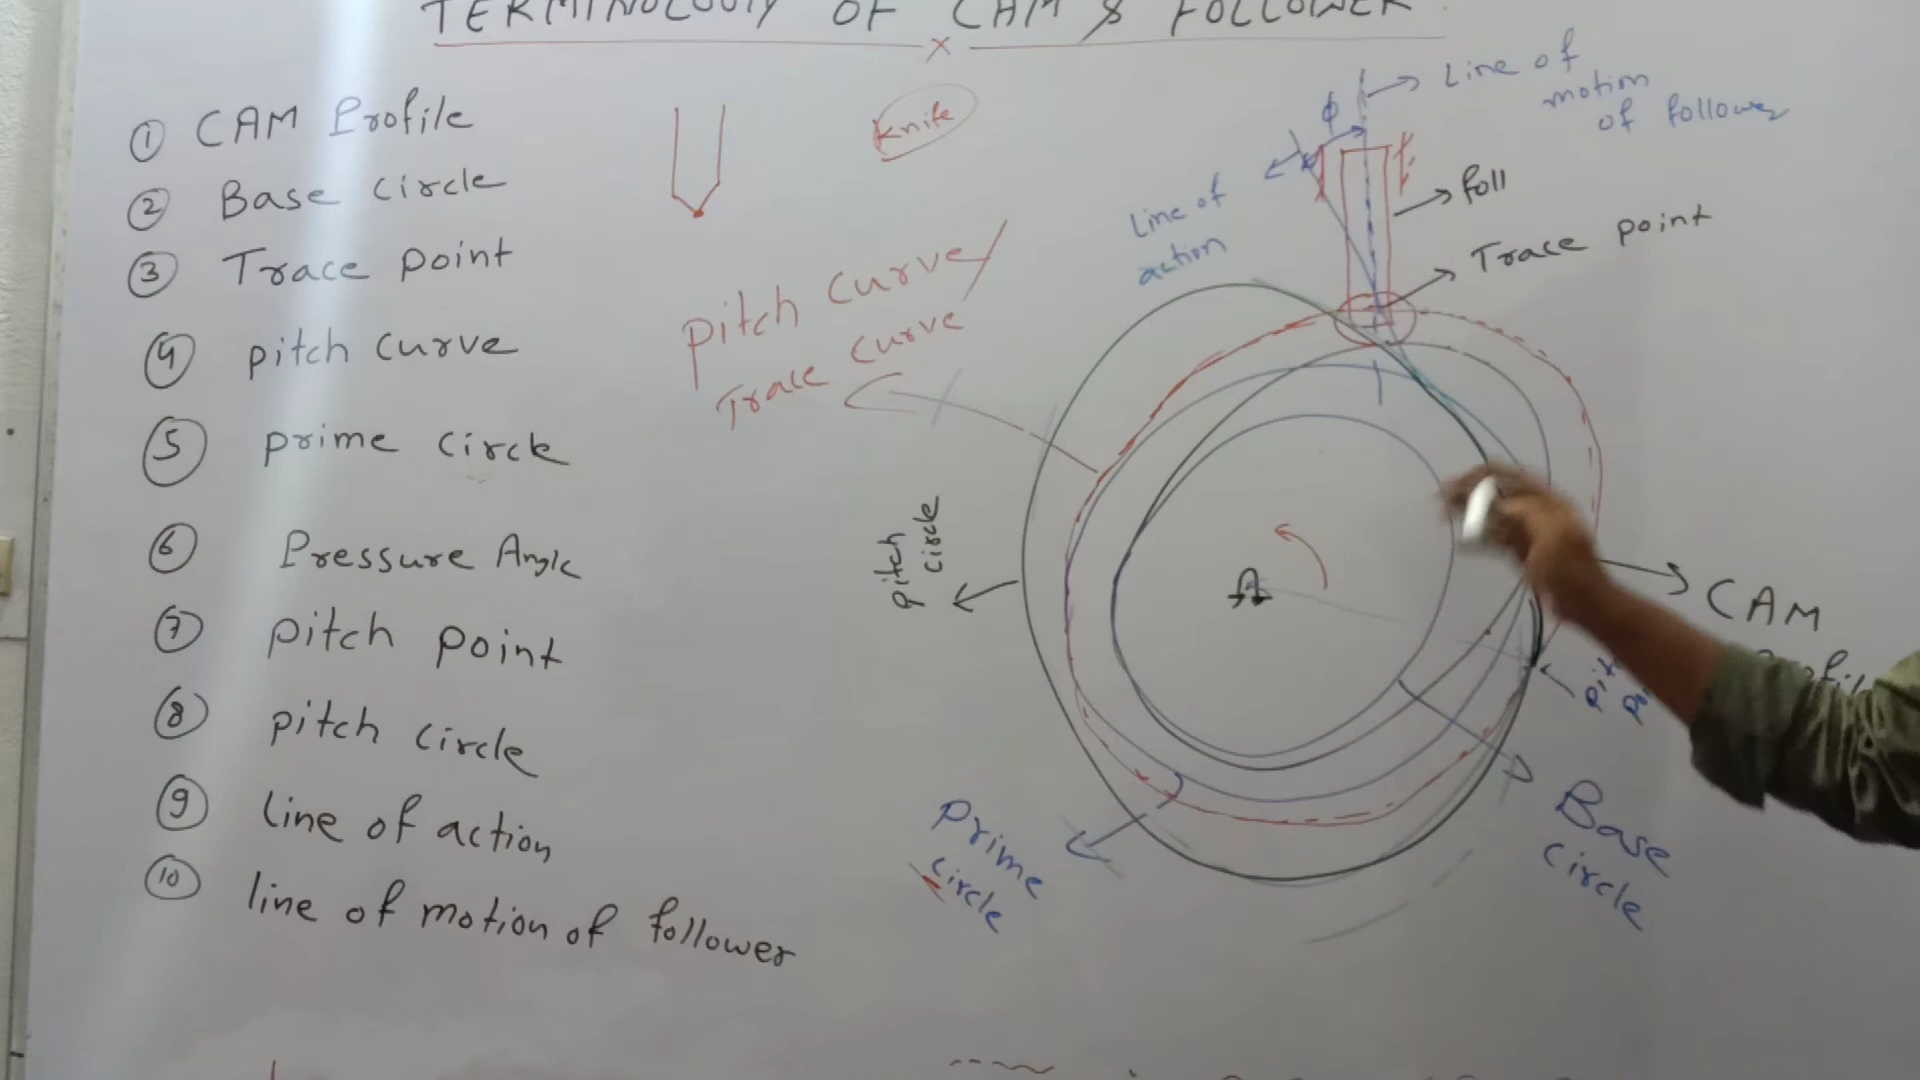 TERMINOLOGY OF CAM & FOLLOWER
① CAM Profile
② Base Circle
③ Trace point
④ pitch curve
⑤ prime circle
⑥ Pressure Angle
⑦ pitch point
⑧ pitch circle
⑨ line of action
⑩ line of motion of follower
knife
pitch curve/
Trace curve
ϕ
Line of
motion
of follower
Line of
action
foll
Trace point
pitch
circle
A
CAM
Prime
circle
Base
circle